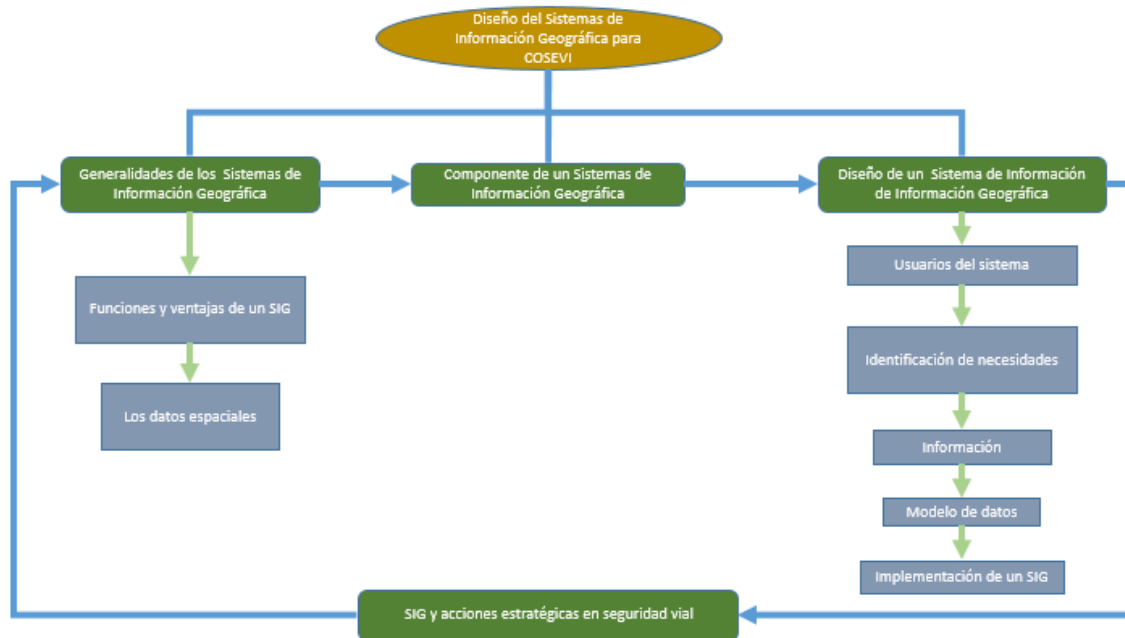 Diseño del Sistemas de
Información Geográfica para
COSEVI
Generalidades de los Sistemas de
Información Geográfica
Componente de un Sistemas de
Información Geográfica
Diseño de un Sistema de Información
de Información Geográfica
Funciones y ventajas de un SIG
Los datos espaciales
Usuarios del sistema
Identificación de necesidades
Información
Modelo de datos
Implementación de un SIG
SIG y acciones estratégicas en seguridad vial